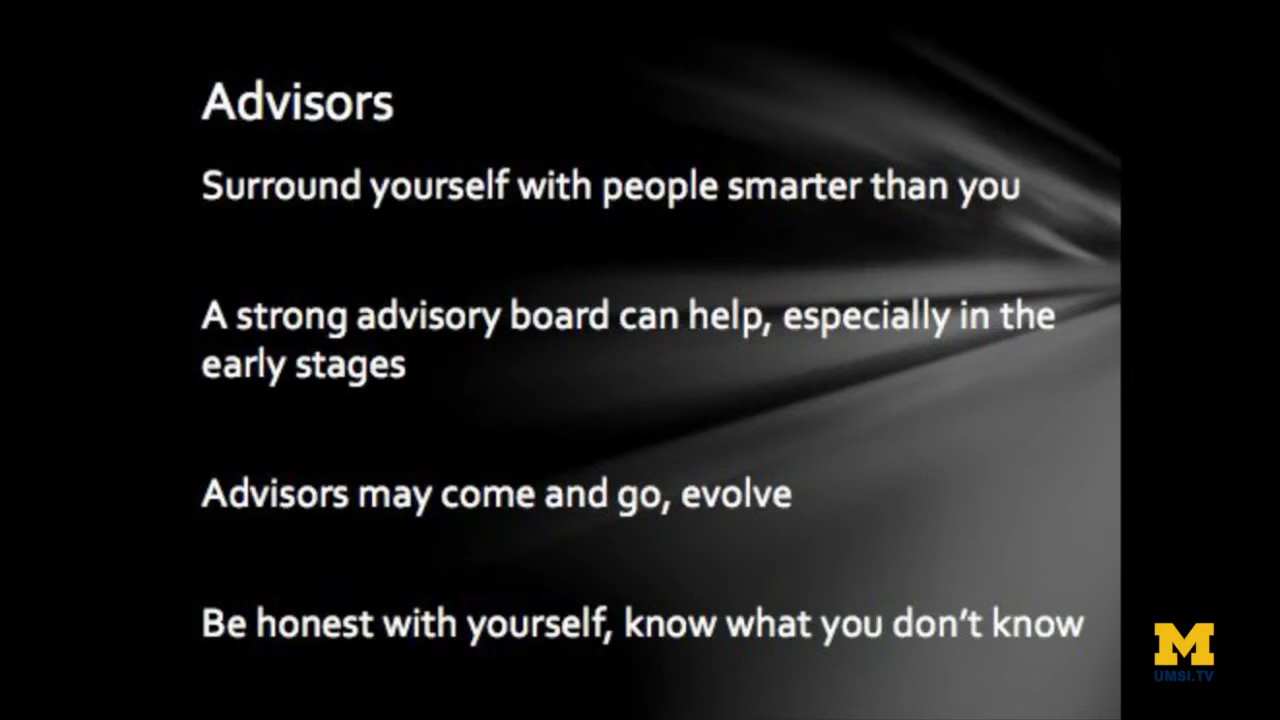 Advisors
Surround yourself with people smarter than you
A strong advisory board can help, especially in the
early stages
Advisors may come and go, evolve
Be honest with yourself, know what you don't know
M
UMSI.TV